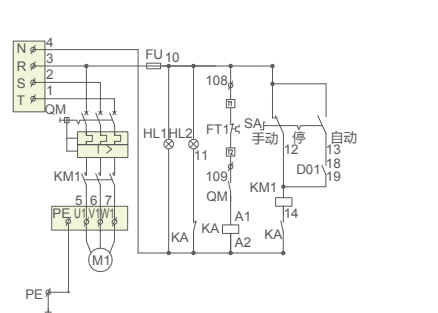 N 4
R 3
S 2
T 1
QM
I >
KM1
5 6 7
PE U1 V1 W1
M1
PE
FU 10
HL1 HL2
11
KA
108
T1
FT1
T2
109
QM
KA A1
A2
SA
手动 停 自动
12 13
D01 18
19
KM1
14
KA